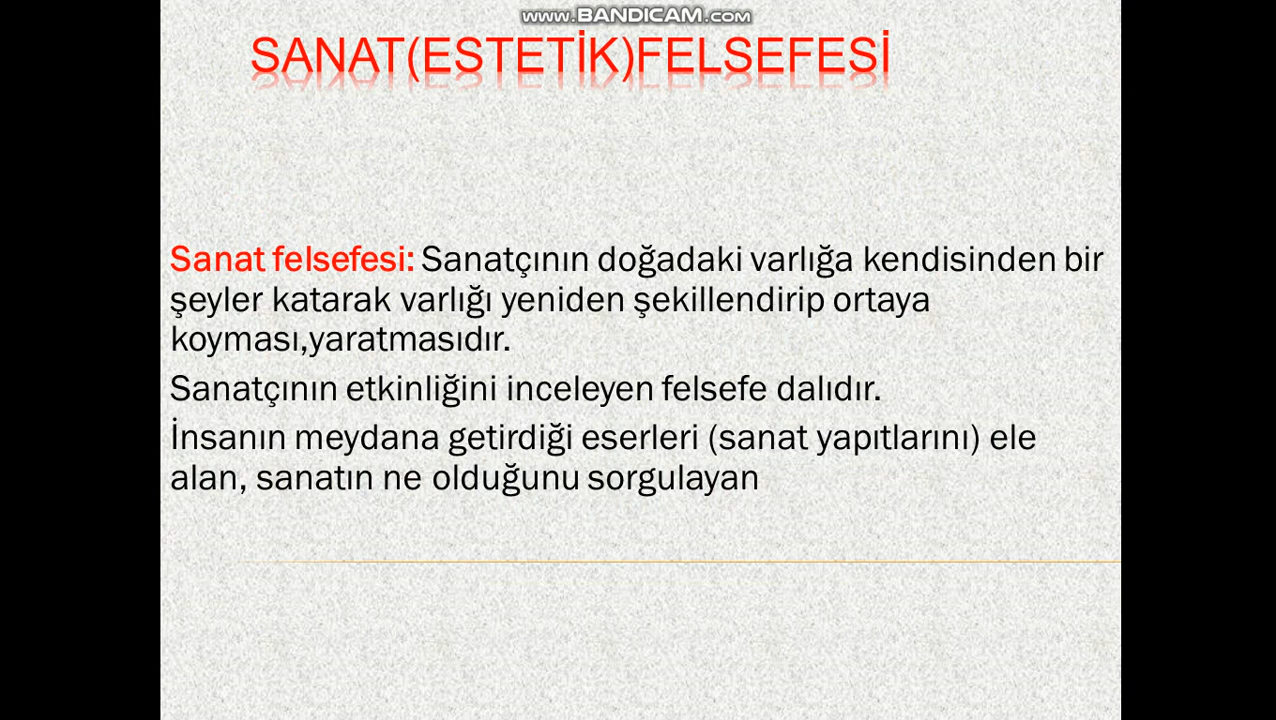 www.BANDICAM.com
SANAT(ESTETİK)FELSEFESİ
Sanat felsefesi: Sanatçının doğadaki varlığa kendisinden bir
şeyler katarak varlığı yeniden şekillendirip ortaya
koyması,yaratmasıdır.
Sanatçının etkinliğini inceleyen felsefe dalıdır.
İnsanın meydana getirdiği eserleri (sanat yapıtlarını) ele
alan, sanatın ne olduğunu sorgulayan